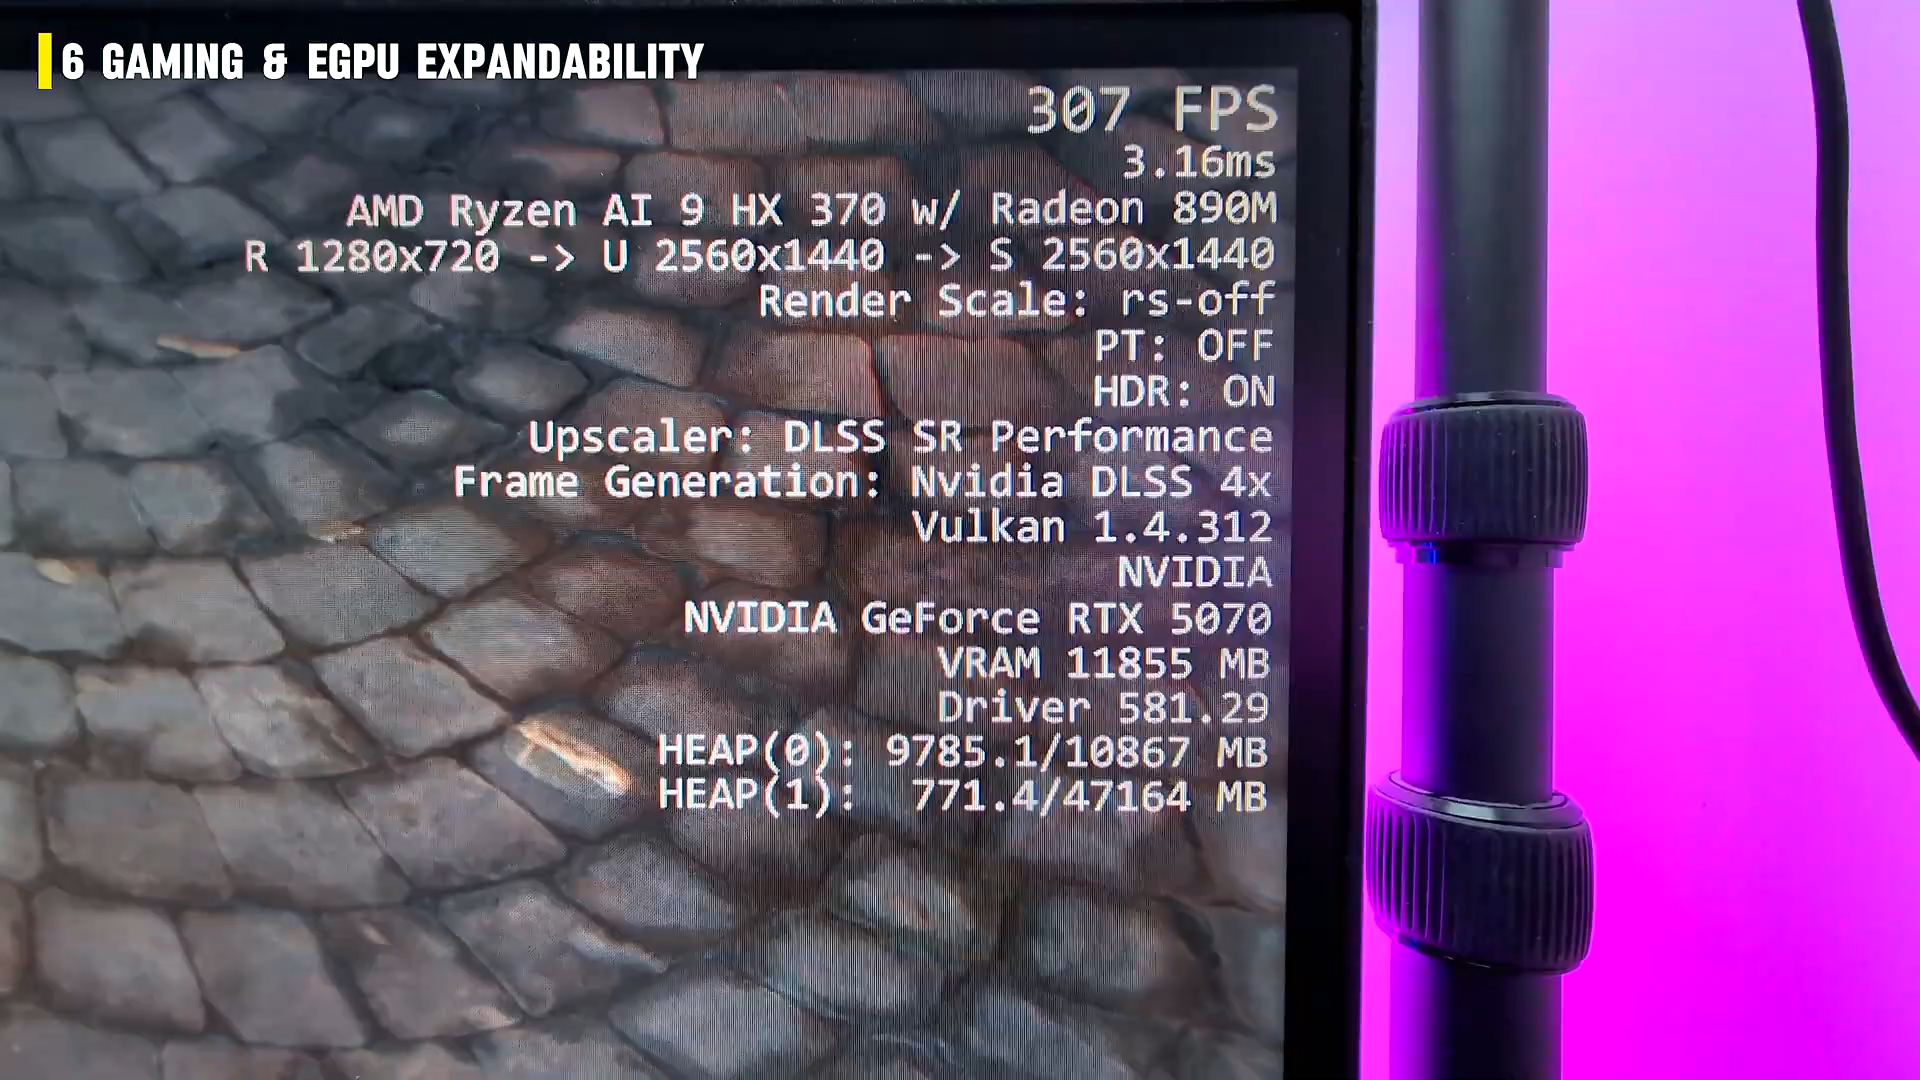 6 GAMING & EGPU EXPANDABILITY
307 FPS
3.16ms
AMD Ryzen AI 9 HX 370 w/ Radeon 890M
R 1280x720 -> U 2560x1440 -> S 2560x1440
Render Scale: rs-off
PT: OFF
HDR: ON
Upscaler: DLSS SR Performance
Frame Generation: Nvidia DLSS 4x
Vulkan 1.4.312
NVIDIA
NVIDIA GeForce RTX 5070
VRAM 11855 MB
Driver 581.29
HEAP(0): 9785.1/10867 MB
HEAP(1): 771.4/47164 MB